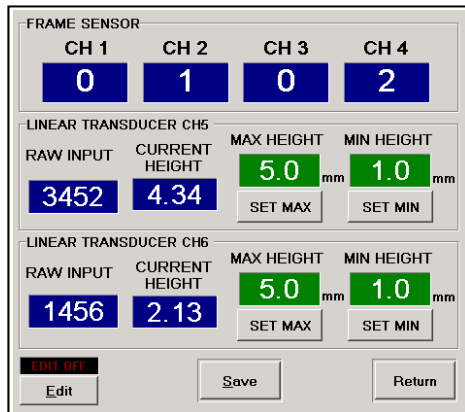 FRAME SENSOR
CH 1 CH 2 CH 3 CH 4
0 1 0 2
LINEAR TRANSDUCER CH5
RAW INPUT CURRENT HEIGHT MAX HEIGHT MIN HEIGHT
3452 4.34 5.0 mm 1.0 mm
SET MAX SET MIN
LINEAR TRANSDUCER CH6
RAW INPUT CURRENT HEIGHT MAX HEIGHT MIN HEIGHT
1456 2.13 5.0 mm 1.0 mm
SET MAX SET MIN
EDIT OFF
Edit Save Return